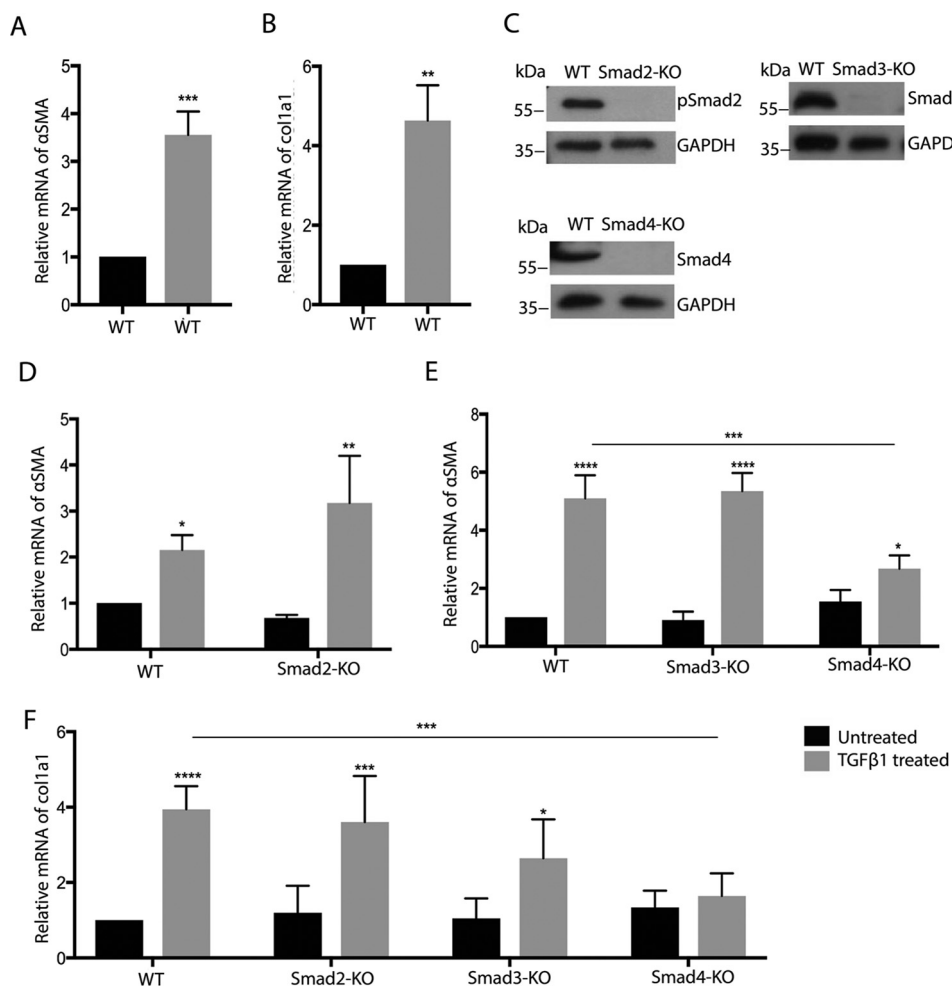 A
Relative mRNA of αSMA
5
4
3
2
1
0
***
WT
WT
B
Relative mRNA of col1a1
6
4
2
0
**
WT
WT
C
kDa WT Smad2-KO
55–
pSmad2
35–
GAPDH
kDa WT Smad3-KO
55–
Smad
35–
GAPD
kDa WT Smad4-KO
55–
Smad4
35–
GAPDH
D
Relative mRNA of αSMA
5
4
3
2
1
0
*
**
WT Smad2-KO
E
Relative mRNA of αSMA
8
6
4
2
0
***
****
****
*
WT Smad3-KO Smad4-KO
F
Relative mRNA of col1a1
6
4
2
0
***
****
***
*
WT Smad2-KO Smad3-KO Smad4-KO
Untreated
TGFβ1 treated